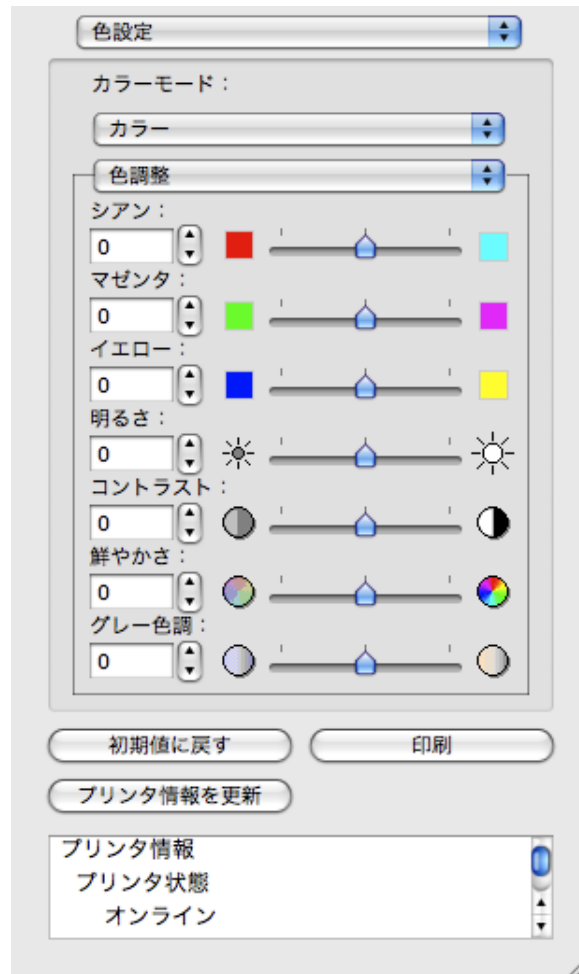 色設定
カラーモード：
カラー
色調整
シアン：
0
マゼンタ：
0
イエロー：
0
明るさ：
0
コントラスト：
0
鮮やかさ：
0
グレー色調：
0
初期値に戻す
印刷
プリンタ情報を更新
プリンタ情報
プリンタ状態
オンライン